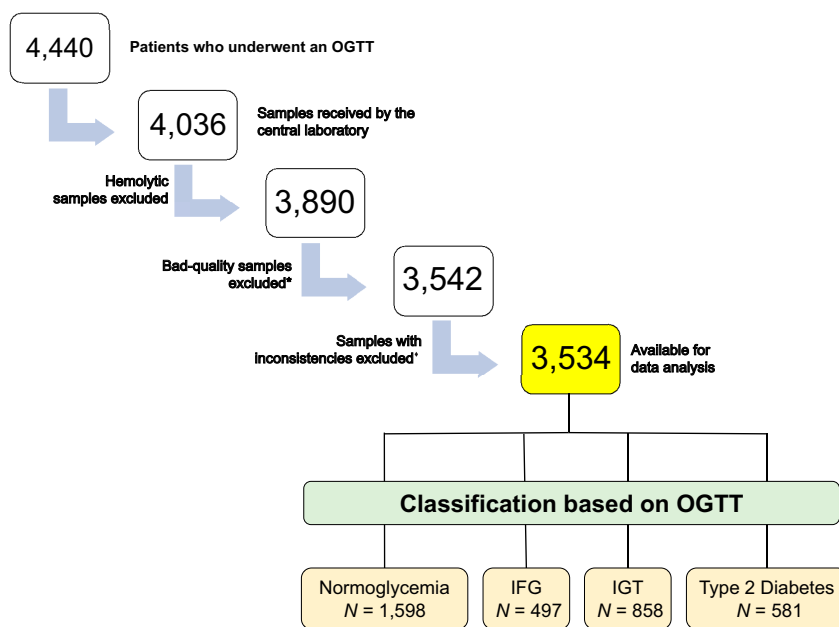 4,440
Patients who underwent an OGTT
4,036
Samples received by the
central laboratory
Hemolytic
samples excluded
3,890
Bad-quality samples
excluded*
3,542
Samples with
inconsistencies excluded⁺
3,534
Available for
data analysis
Classification based on OGTT
Normoglycemia
N = 1,598
IFG
N = 497
IGT
N = 858
Type 2 Diabetes
N = 581